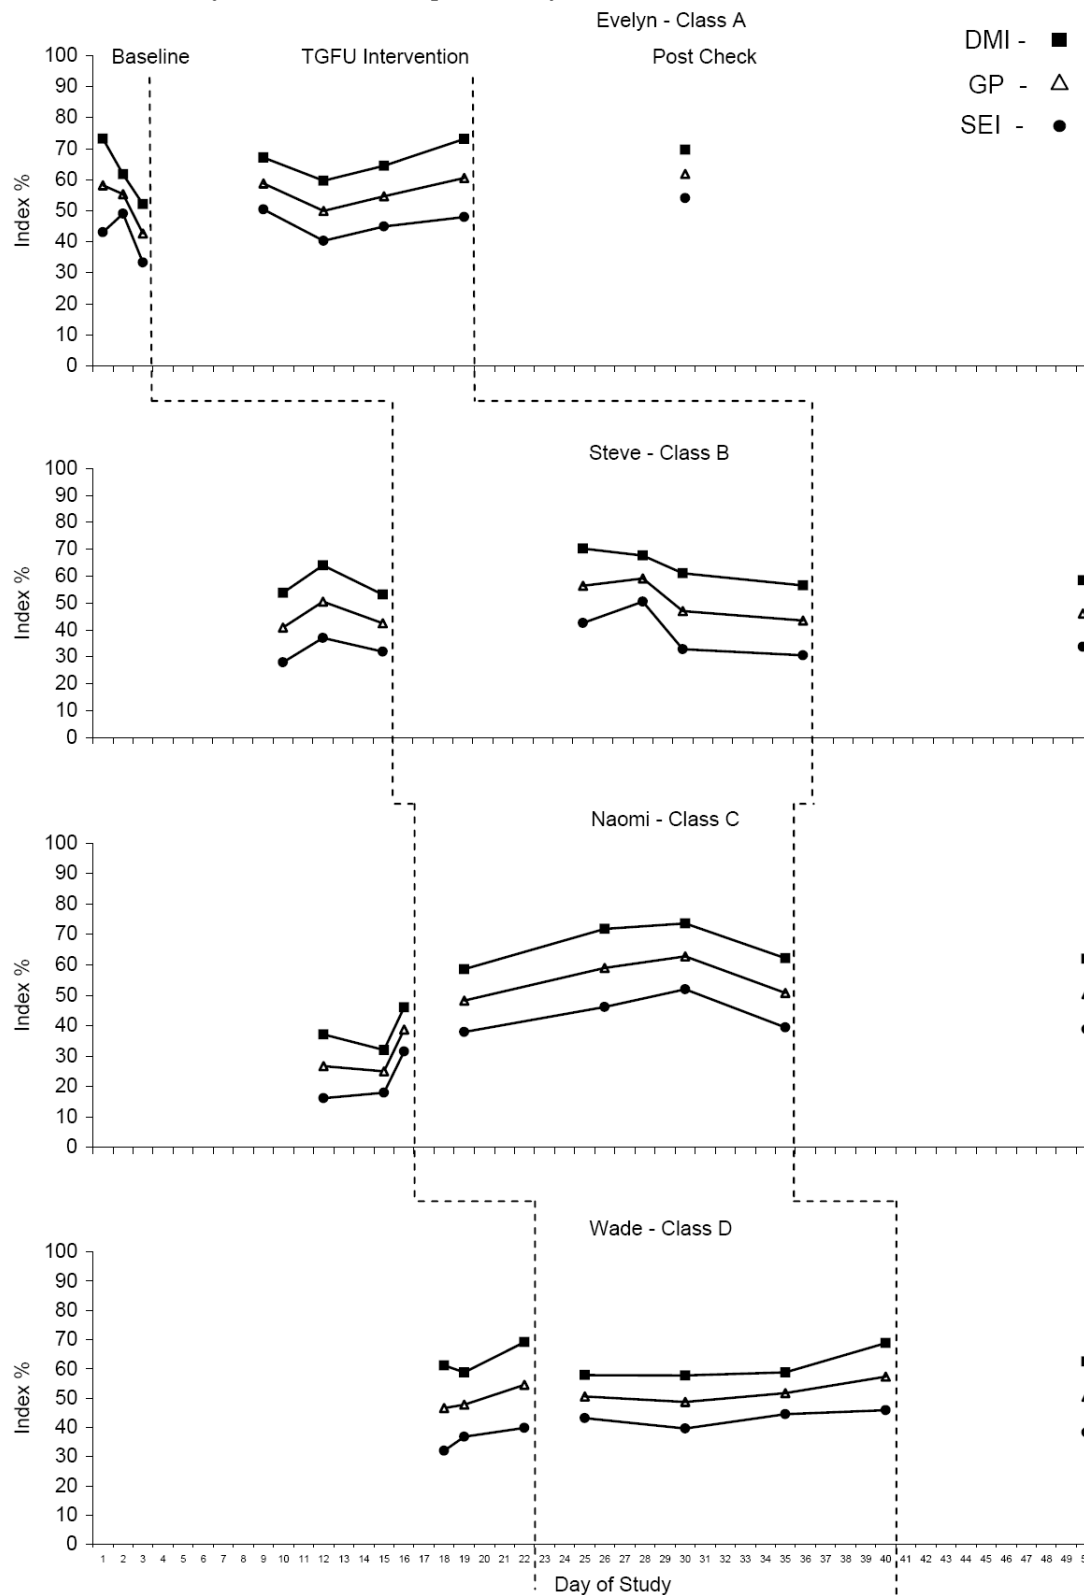 Evelyn - Class A
DMI - ■
GP - △
SEI - ●
Baseline
TGFU Intervention
Post Check
Index %
100
90
80
70
60
50
40
30
20
10
0
Steve - Class B
Index %
100
90
80
70
60
50
40
30
20
10
0
Naomi - Class C
Index %
100
90
80
70
60
50
40
30
20
10
0
Wade - Class D
Index %
100
90
80
70
60
50
40
30
20
10
0
1 2 3 4 5 6 7 8 9 10 11 12 13 14 15 16 17 18 19 20 21 22 23 24 25 26 27 28 29 30 31 32 33 34 35 36 37 38 39 40 41 42 43 44 45 46 47 48 49
Day of Study